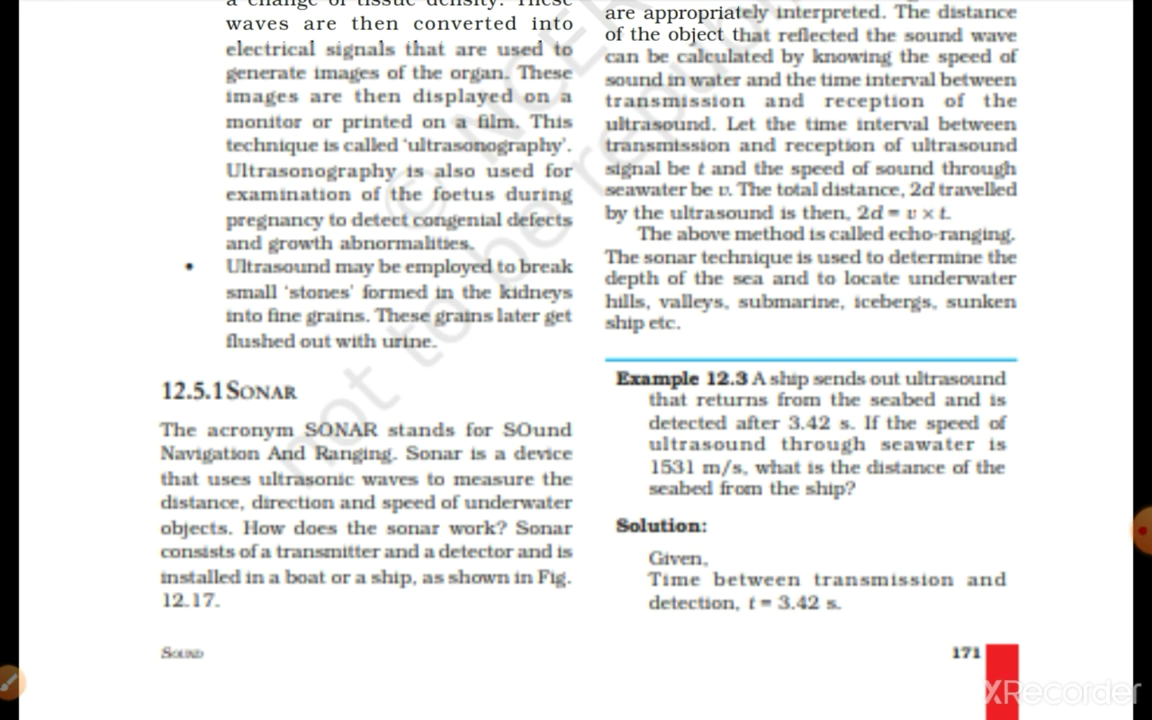 a change of tissue density. These
waves are then converted into
electrical signals that are used to
generate images of the organ. These
images are then displayed on a
monitor or printed on a film. This
technique is called ‘ultrasonography’.
Ultrasonography is also used for
examination of the foetus during
pregnancy to detect congenial defects
and growth abnormalities.
• Ultrasound may be employed to break
small ‘stones’ formed in the kidneys
into fine grains. These grains later get
flushed out with urine.
12.5.1 SONAR
The acronym SONAR stands for SOund
Navigation And Ranging. Sonar is a device
that uses ultrasonic waves to measure the
distance, direction and speed of underwater
objects. How does the sonar work? Sonar
consists of a transmitter and a detector and is
installed in a boat or a ship, as shown in Fig.
12.17.
are appropriately interpreted. The distance
of the object that reflected the sound wave
can be calculated by knowing the speed of
sound in water and the time interval between
transmission and reception of the
ultrasound. Let the time interval between
transmission and reception of ultrasound
signal be t and the speed of sound through
seawater be v. The total distance, 2d travelled
by the ultrasound is then, 2d = v × t.
The above method is called echo-ranging.
The sonar technique is used to determine the
depth of the sea and to locate underwater
hills, valleys, submarine, icebergs, sunken
ship etc.
Example 12.3 A ship sends out ultrasound
that returns from the seabed and is
detected after 3.42 s. If the speed of
ultrasound through seawater is
1531 m/s, what is the distance of the
seabed from the ship?
Solution:
Given,
Time between transmission and
detection, t = 3.42 s.
SOUND
171
© NCER
not to be republ
XRecorder